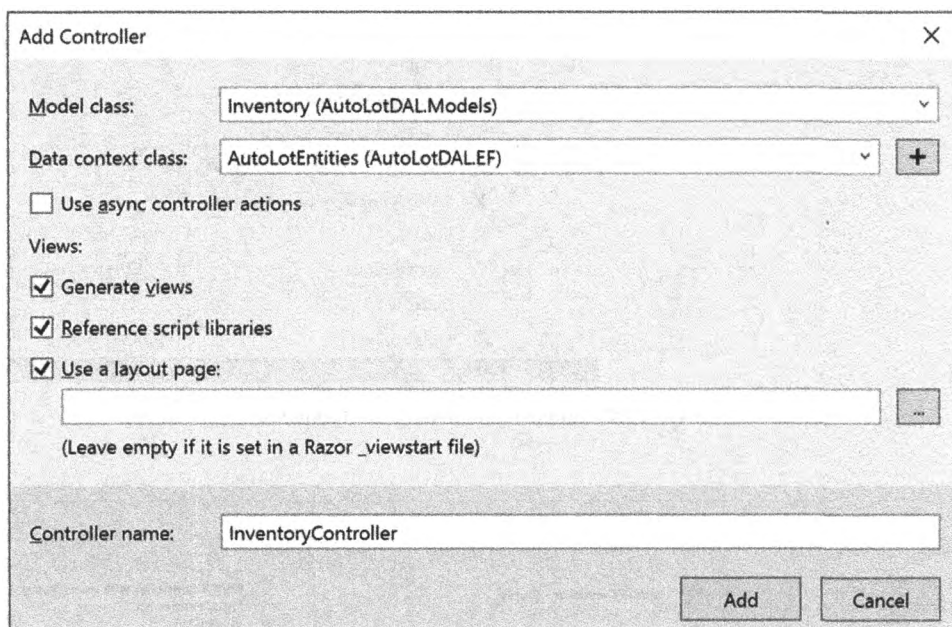 Add Controller
Model class: Inventory (AutoLotDAL.Models)
Data context class: AutoLotEntities (AutoLotDAL.EF) +
Use async controller actions
Views:
Generate views
Reference script libraries
Use a layout page:
...
(Leave empty if it is set in a Razor _viewstart file)
Controller name: InventoryController
Add Cancel